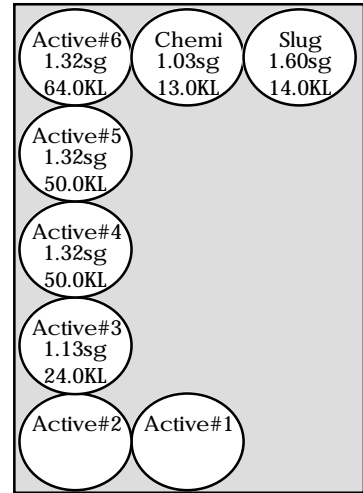 Active#6
1.32sg
64.0KL
Chemi
1.03sg
13.0KL
Slug
1.60sg
14.0KL
Active#5
1.32sg
50.0KL
Active#4
1.32sg
50.0KL
Active#3
1.13sg
24.0KL
Active#2
Active#1